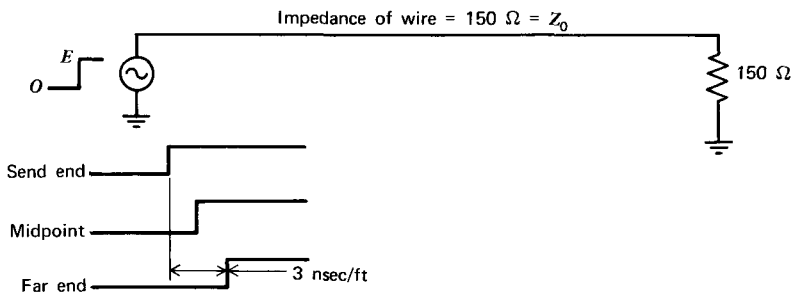 Impedance of wire = 150 Ω = Z₀
E
O
150 Ω
Send end
Midpoint
Far end
3 nsec/ft